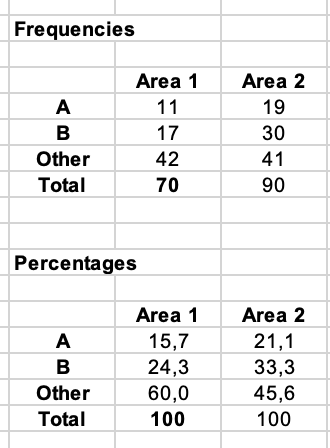 Frequencies
Area 1 Area 2
A 11 19
B 17 30
Other 42 41
Total 70 90
Percentages
Area 1 Area 2
A 15,7 21,1
B 24,3 33,3
Other 60,0 45,6
Total 100 100